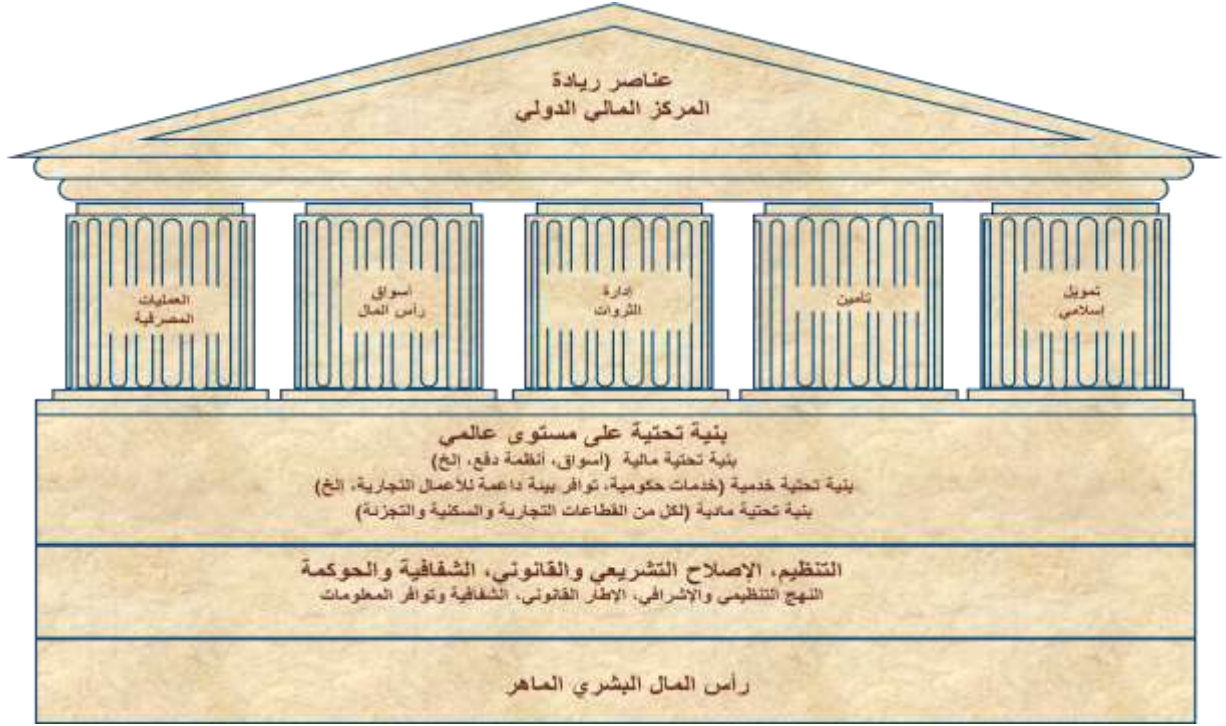 عناصر ريادة
المركز المالي الدولي
تمويل
إسلامي
تأمين
إدارة
الثروات
أسواق
رأس المال
العمليات
المصرفية
بنية تحتية على مستوى عالمي
بنية تحتية مالية (أسواق، أنظمة دفع، إلخ)
بنية تحتية خدمية (خدمات حكومية، توافر بيئة داعمة للأعمال التجارية، إلخ)
بنية تحتية مادية (لكل من القطاعات التجارية والسكنية والتجزئة)
التنظيم، الإصلاح التشريعي والقانوني، الشفافية والحوكمة
النهج التنظيمي والإشرافي، الإطار القانوني، الشفافية وتوافر المعلومات
رأس المال البشري الماهر